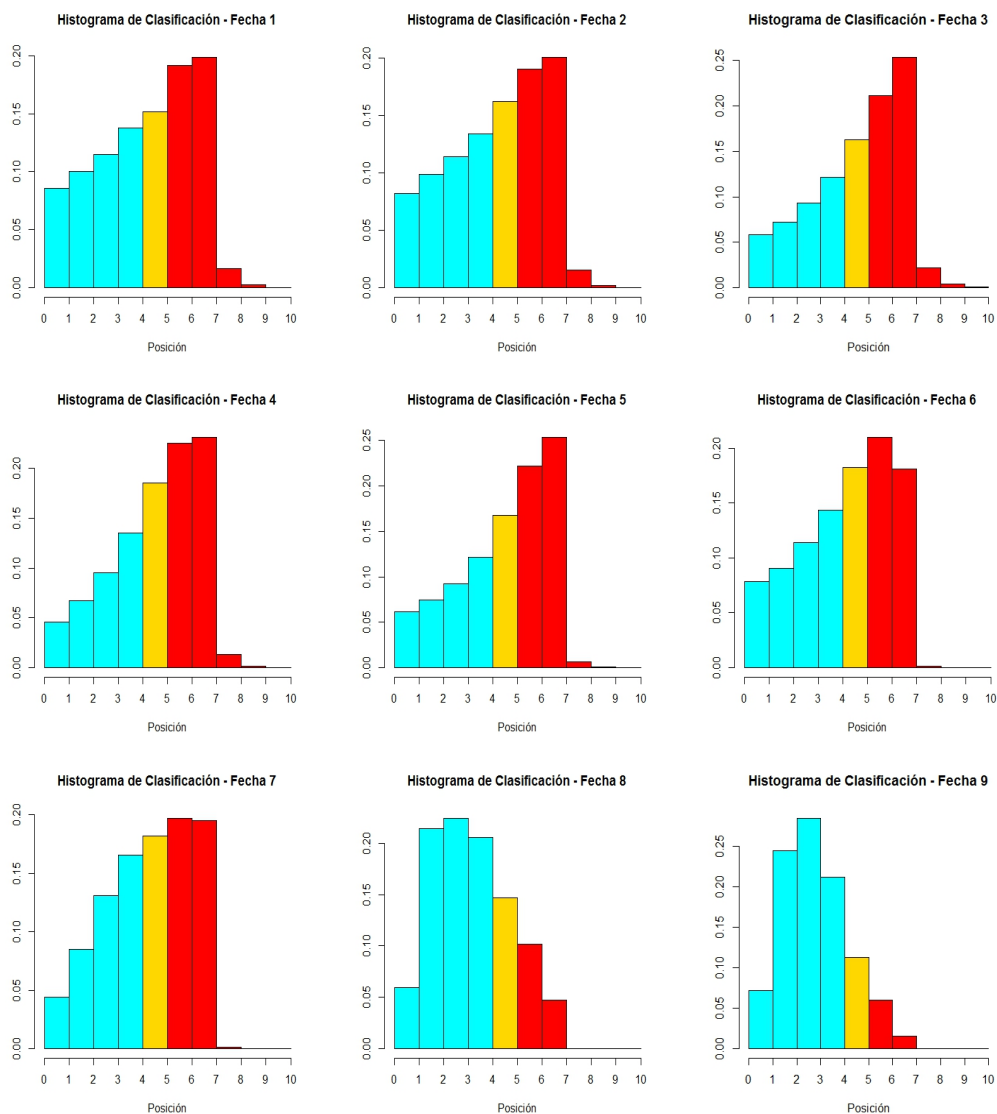 Histograma de Clasificación - Fecha 1
0.20
0.15
0.10
0.05
0.00
0 1 2 3 4 5 6 7 8 9 10
Posición
Histograma de Clasificación - Fecha 2
0.20
0.15
0.10
0.05
0.00
0 1 2 3 4 5 6 7 8 9 10
Posición
Histograma de Clasificación - Fecha 3
0.25
0.20
0.15
0.10
0.05
0.00
0 1 2 3 4 5 6 7 8 9 10
Posición
Histograma de Clasificación - Fecha 4
0.20
0.15
0.10
0.05
0.00
0 1 2 3 4 5 6 7 8 9 10
Posición
Histograma de Clasificación - Fecha 5
0.25
0.20
0.15
0.10
0.05
0.00
0 1 2 3 4 5 6 7 8 9 10
Posición
Histograma de Clasificación - Fecha 6
0.20
0.15
0.10
0.05
0.00
0 1 2 3 4 5 6 7 8 9 10
Posición
Histograma de Clasificación - Fecha 7
0.20
0.15
0.10
0.05
0.00
0 1 2 3 4 5 6 7 8 9 10
Posición
Histograma de Clasificación - Fecha 8
0.20
0.15
0.10
0.05
0.00
0 1 2 3 4 5 6 7 8 9 10
Posición
Histograma de Clasificación - Fecha 9
0.25
0.20
0.15
0.10
0.05
0.00
0 1 2 3 4 5 6 7 8 9 10
Posición